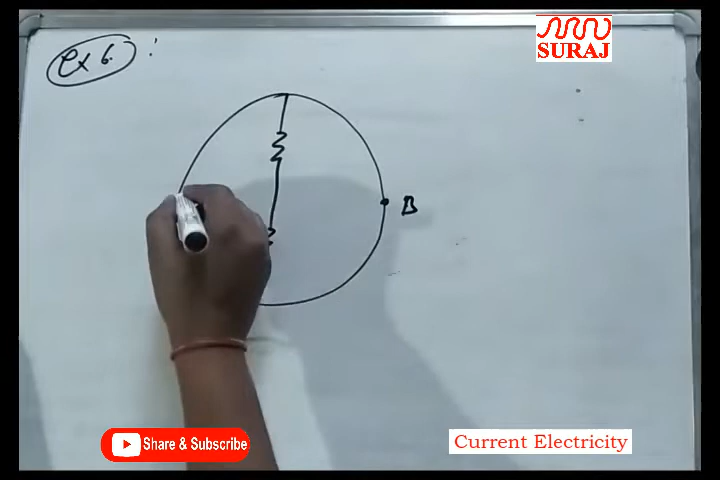 ex 6. :
SURAJ
B
Share & Subscribe
Current Electricity